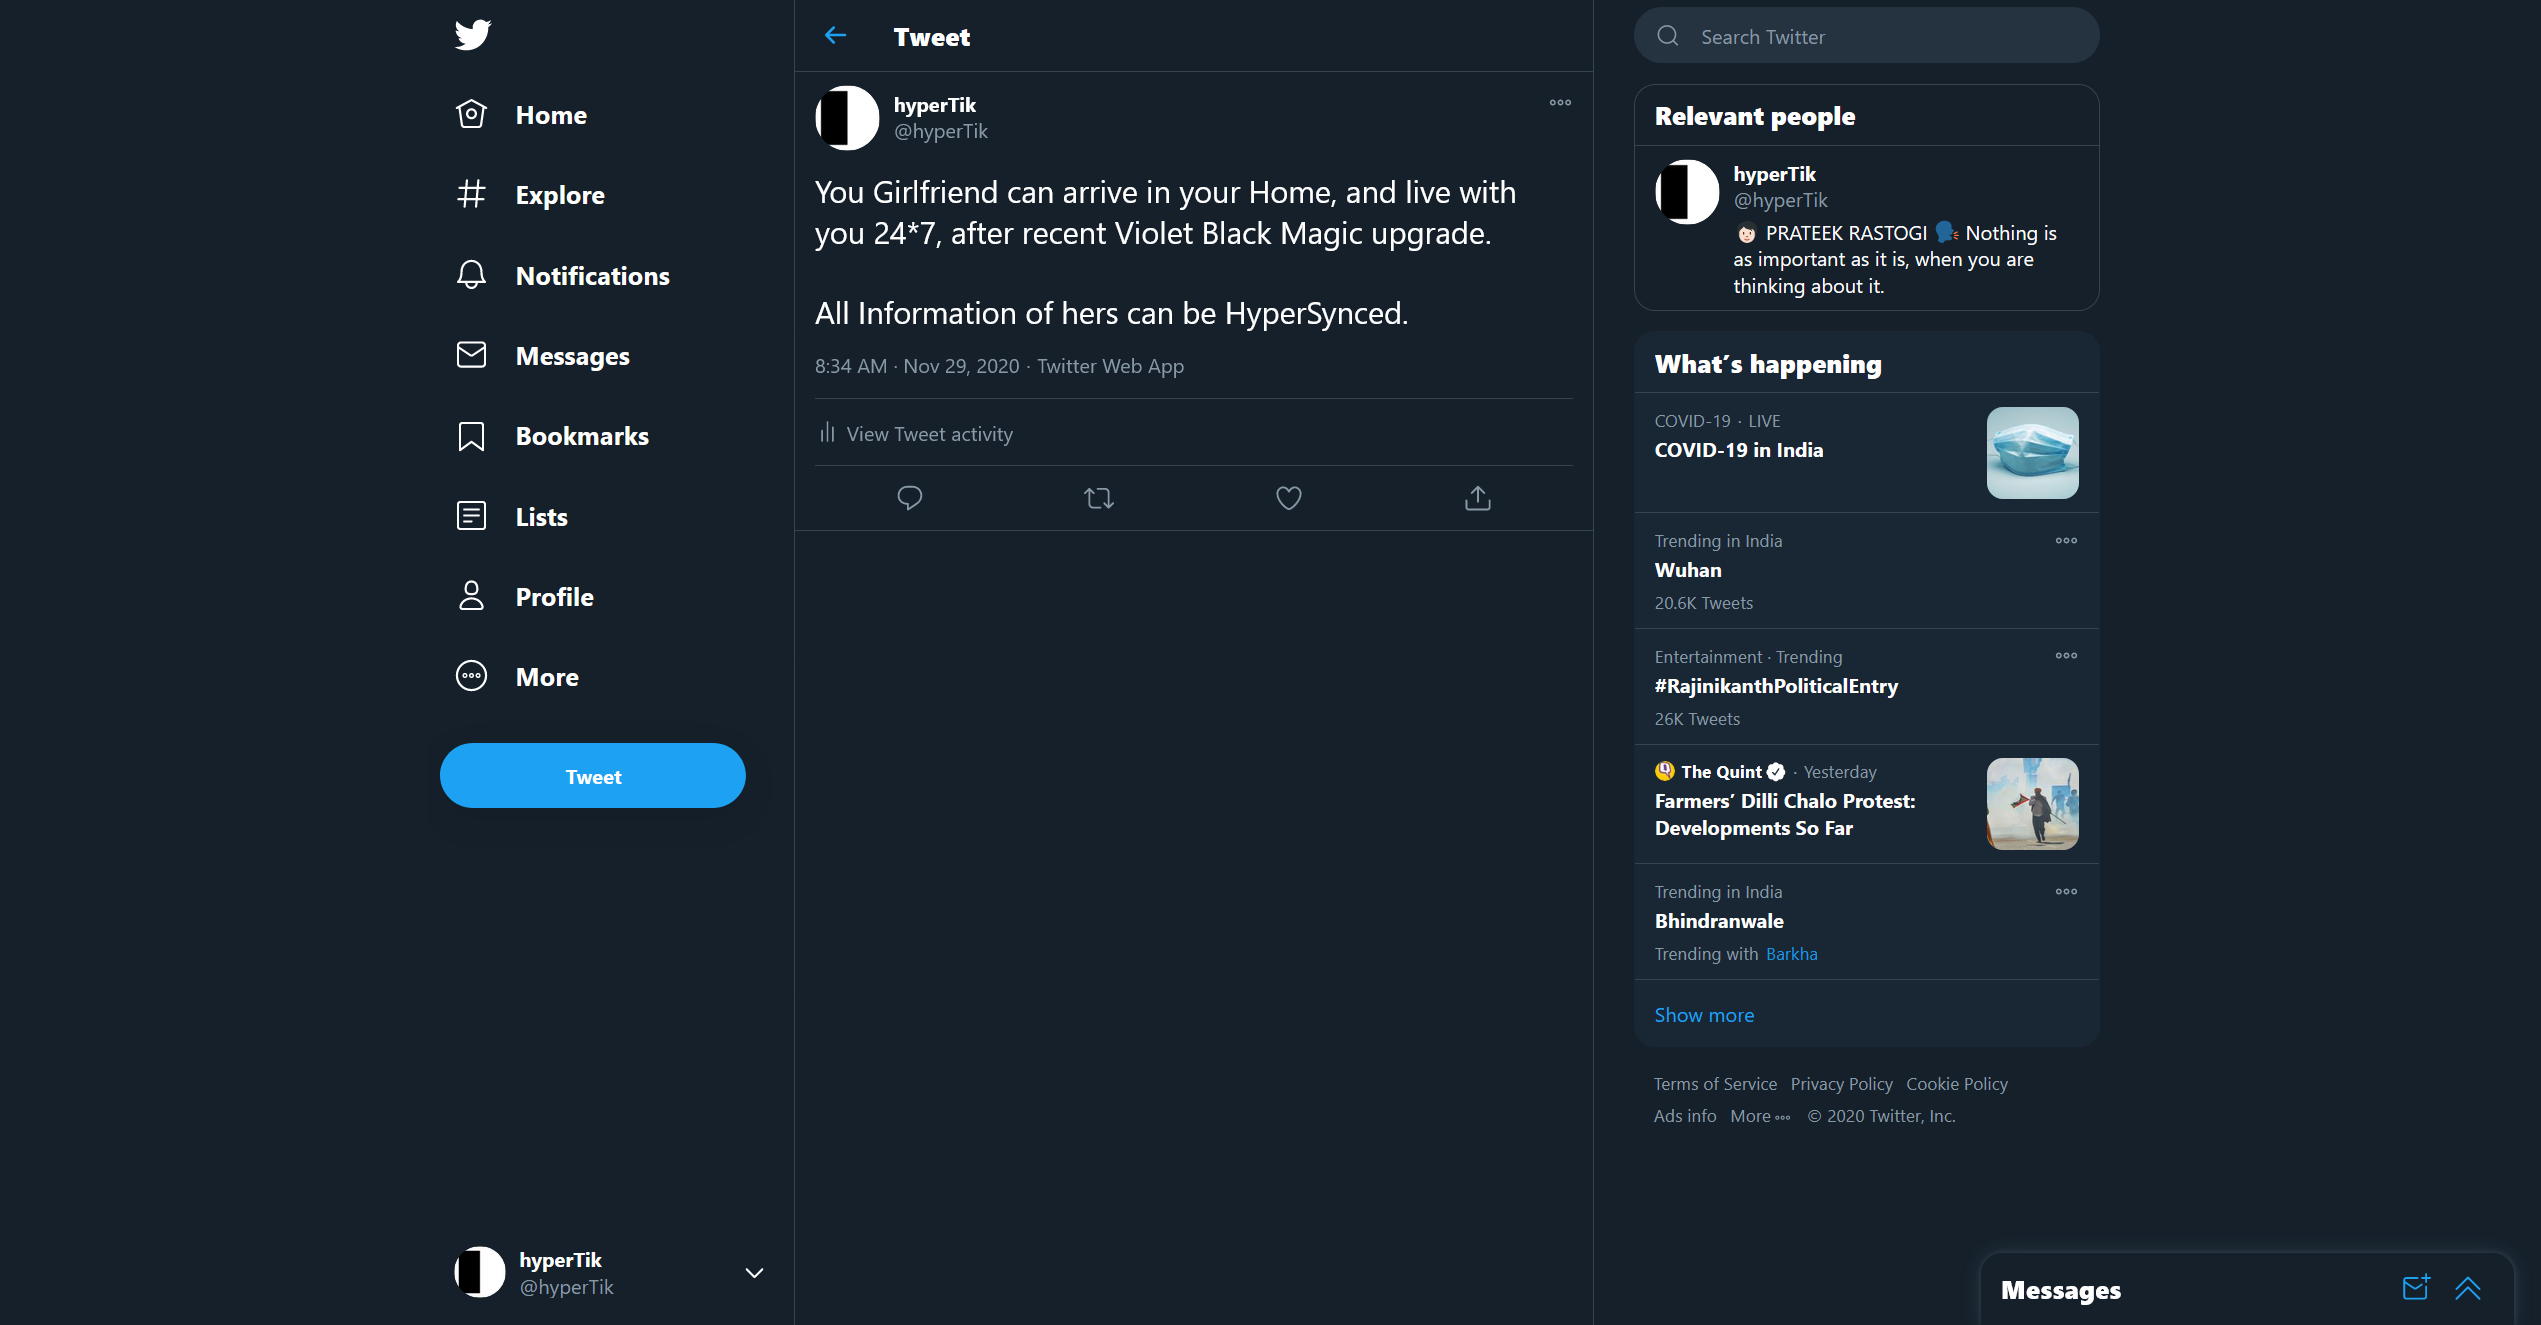 Home
Explore
Notifications
Messages
Bookmarks
Lists
Profile
More
Tweet
hyperTik
@hyperTik
Tweet
hyperTik
@hyperTik
You Girlfriend can arrive in your Home, and live with
you 24*7, after recent Violet Black Magic upgrade.
All Information of hers can be HyperSynced.
8:34 AM · Nov 29, 2020 · Twitter Web App
View Tweet activity
Search Twitter
Relevant people
hyperTik
@hyperTik
PRATEEK RASTOGI Nothing is
as important as it is, when you are
thinking about it.
What's happening
COVID-19 · LIVE
COVID-19 in India
Trending in India
Wuhan
20.6K Tweets
Entertainment · Trending
#RajinikanthPoliticalEntry
26K Tweets
The Quint · Yesterday
Farmers' Dilli Chalo Protest:
Developments So Far
Trending in India
Bhindranwale
Trending with Barkha
Show more
Terms of Service Privacy Policy Cookie Policy
Ads info More © 2020 Twitter, Inc.
Messages